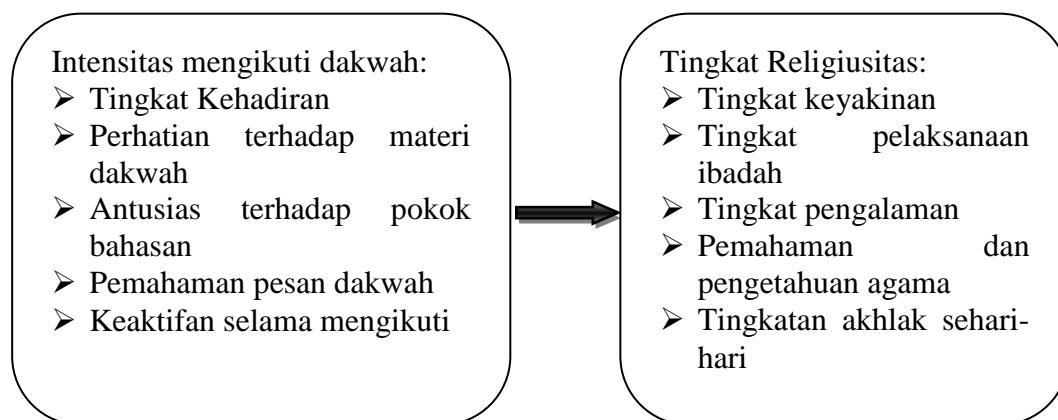 Intensitas mengikuti dakwah:
➢ Tingkat Kehadiran
➢ Perhatian terhadap materi
dakwah
➢ Antusias terhadap pokok
bahasan
➢ Pemahaman pesan dakwah
➢ Keaktifan selama mengikuti
Tingkat Religiusitas:
➢ Tingkat keyakinan
➢ Tingkat pelaksanaan
ibadah
➢ Tingkat pengalaman
➢ Pemahaman dan
pengetahuan agama
➢ Tingkatan akhlak sehari-
hari